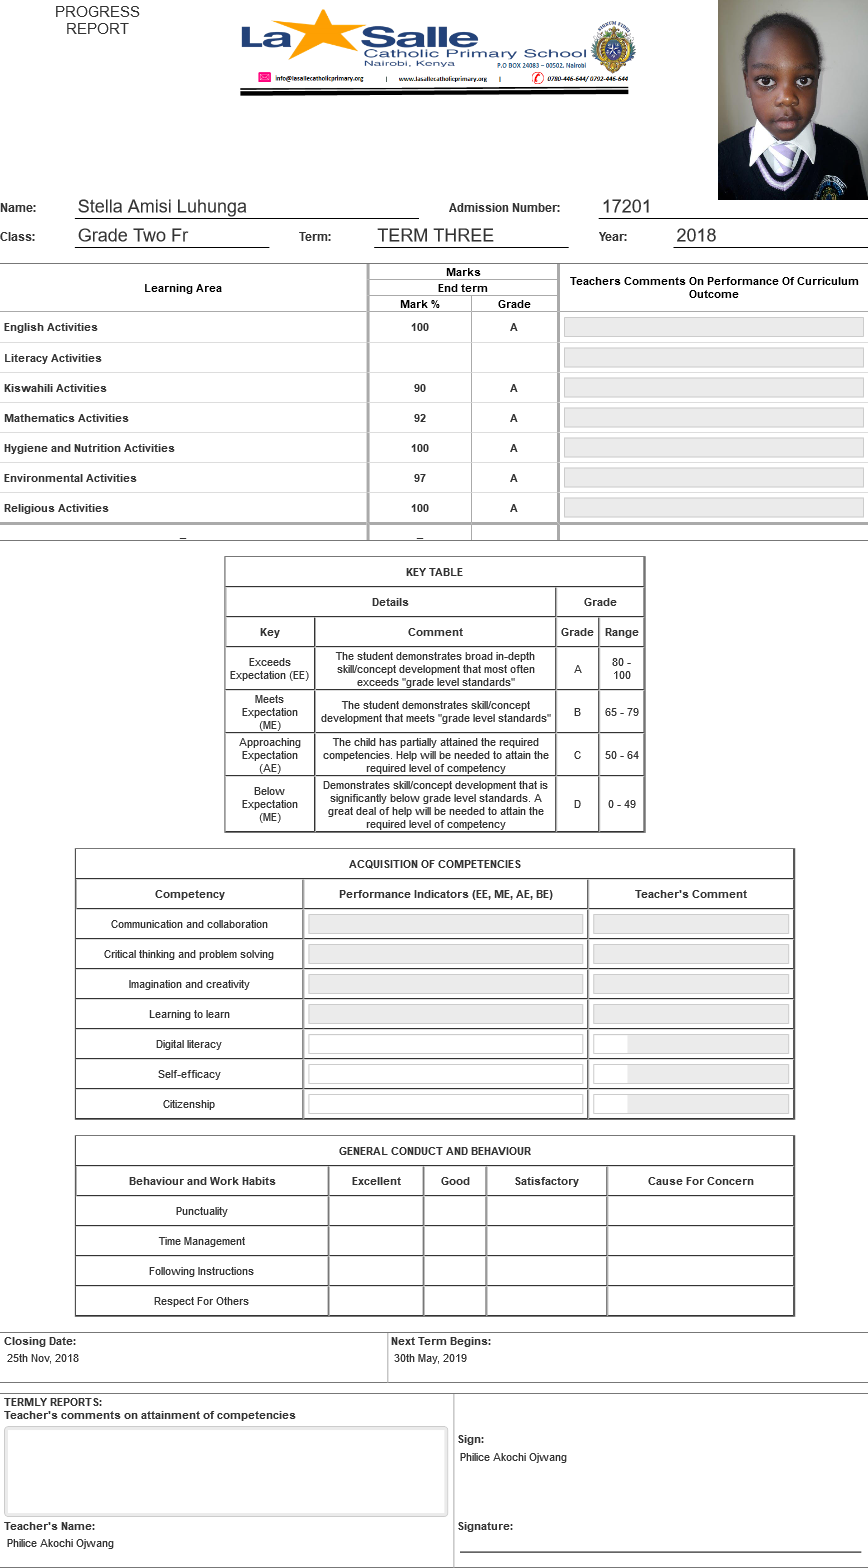 PROGRESS
REPORT
La Salle
Catholic Primary School
Nairobi, Kenya
P.O BOX 24083 – 00502, Nairobi
info@lasallecatholicprimary.org | www.lasallecatholicprimary.org | 0780-446-644/ 0792-446-644
Name: Stella Amisi Luhunga Admission Number: 17201
Class: Grade Two Fr Term: TERM THREE Year: 2018
Learning Area
Marks
End term
Mark % Grade
Teachers Comments On Performance Of Curriculum
Outcome
English Activities 100 A
Literacy Activities
Kiswahili Activities 90 A
Mathematics Activities 92 A
Hygiene and Nutrition Activities 100 A
Environmental Activities 97 A
Religious Activities 100 A
_ _
KEY TABLE
Details Grade
Key Comment Grade Range
Exceeds
Expectation (EE)
The student demonstrates broad in-depth
skill/concept development that most often
exceeds "grade level standards"
A
80 -
100
Meets
Expectation
(ME)
The student demonstrates skill/concept
development that meets "grade level standards"
B
65 - 79
Approaching
Expectation
(AE)
The child has partially attained the required
competencies. Help will be needed to attain the
required level of competency
C
50 - 64
Below
Expectation
(ME)
Demonstrates skill/concept development that is
significantly below grade level standards. A
great deal of help will be needed to attain the
required level of competency
D
0 - 49
ACQUISITION OF COMPETENCIES
Competency Performance Indicators (EE, ME, AE, BE) Teacher's Comment
Communication and collaboration
Critical thinking and problem solving
Imagination and creativity
Learning to learn
Digital literacy
Self-efficacy
Citizenship
GENERAL CONDUCT AND BEHAVIOUR
Behaviour and Work Habits Excellent Good Satisfactory Cause For Concern
Punctuality
Time Management
Following Instructions
Respect For Others
Closing Date:
25th Nov, 2018
Next Term Begins:
30th May, 2019
TERMLY REPORTS:
Teacher's comments on attainment of competencies
Sign:
Philice Akochi Ojwang
Teacher's Name:
Philice Akochi Ojwang
Signature: